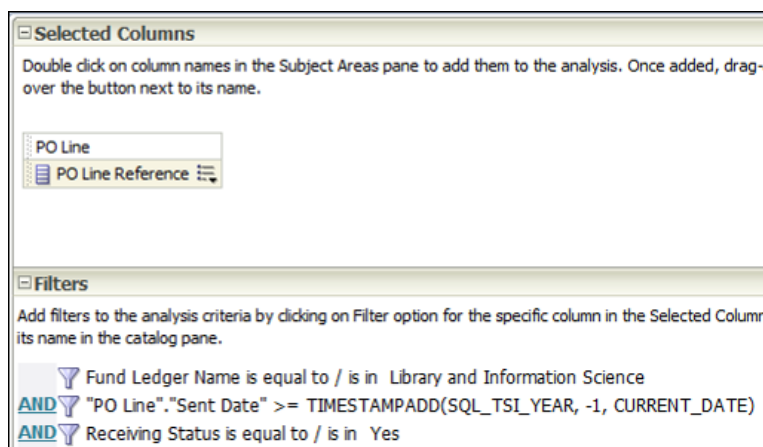 Selected Columns
Double click on column names in the Subject Areas pane to add them to the analysis. Once added, drag-
over the button next to its name.
PO Line
PO Line Reference
Filters
Add filters to the analysis criteria by clicking on Filter option for the specific column in the Selected Column
its name in the catalog pane.
Fund Ledger Name is equal to / is in Library and Information Science
AND "PO Line"."Sent Date" >= TIMESTAMPADD(SQL_TSI_YEAR, -1, CURRENT_DATE)
AND Receiving Status is equal to / is in Yes